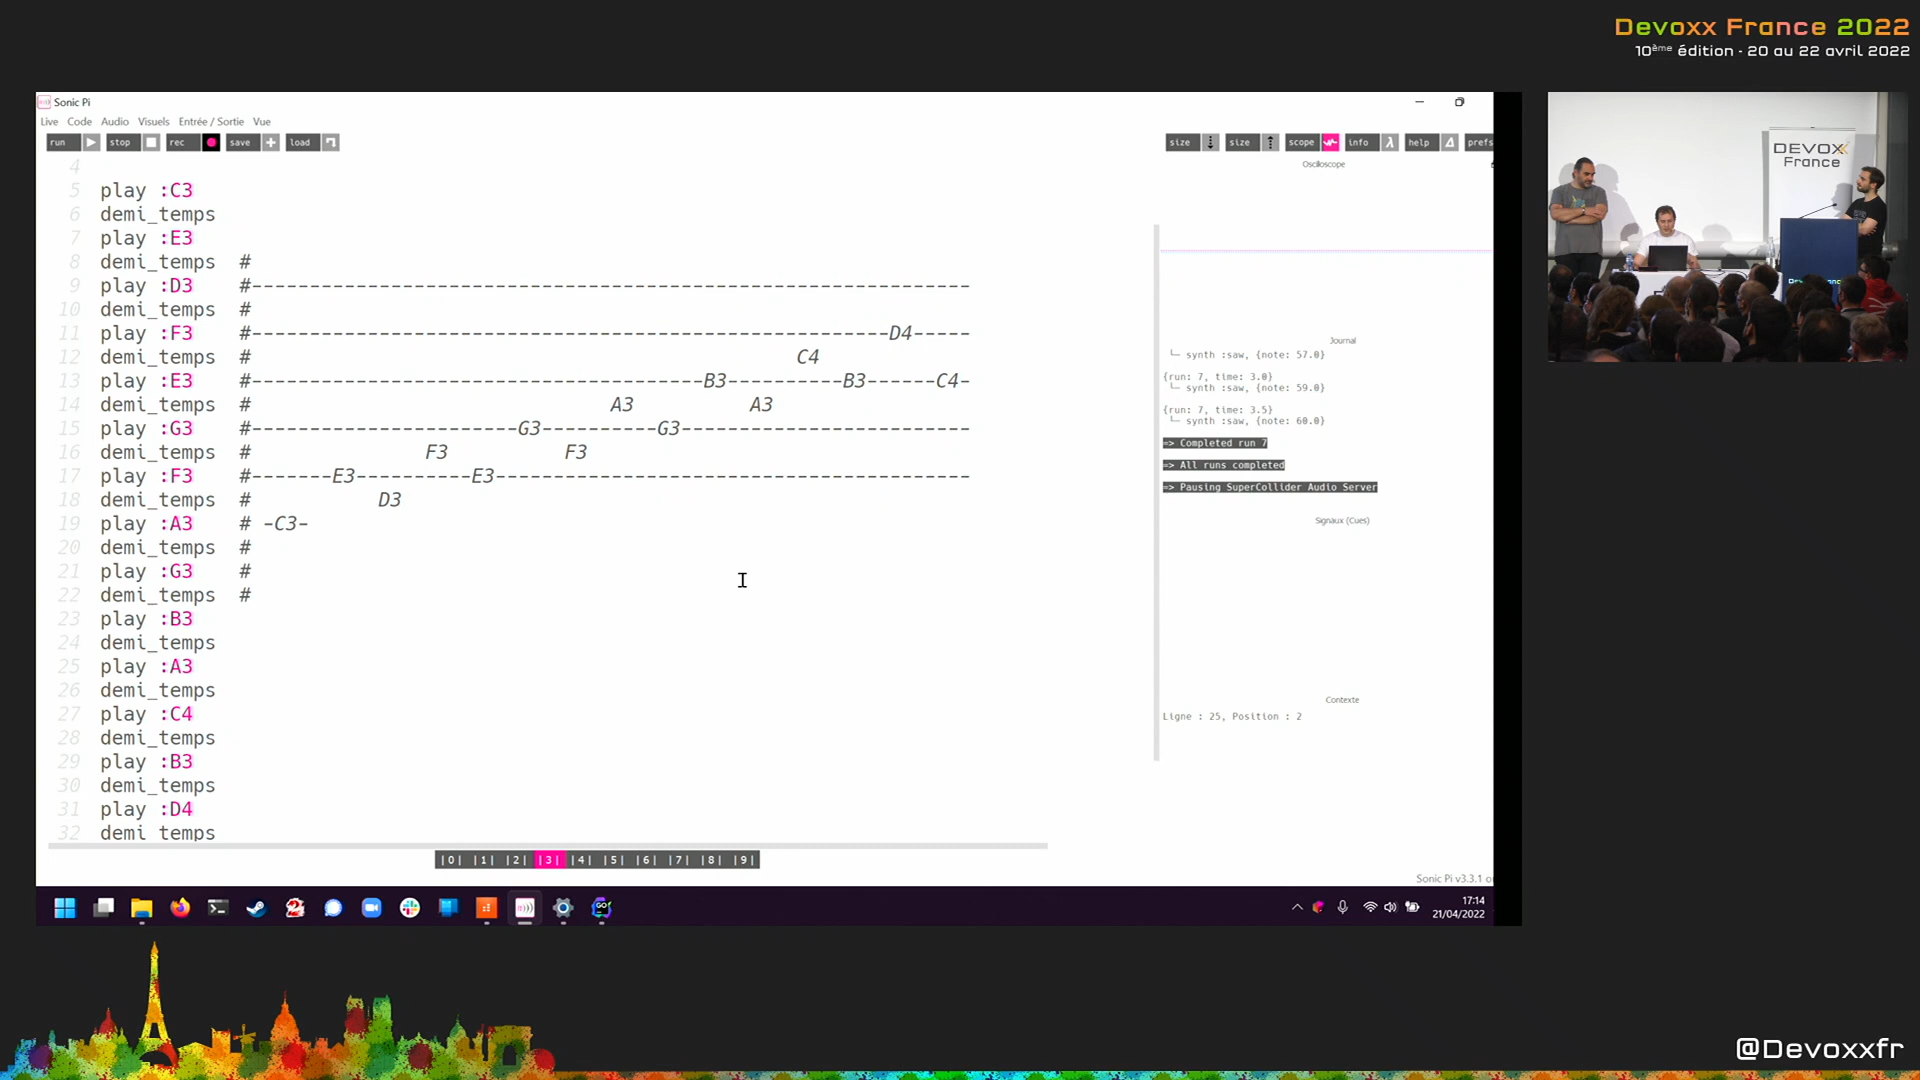 Devoxx France 2022
10ème édition - 20 au 22 avril 2022
Sonic Pi
Live Code Audio Visuels Entrée / Sortie Vue
run stop rec save load size size scope info help prefs
Osciloscope
4
5 play :C3
6 demi_temps
7 play :E3
8 demi_temps #
9 play :D3 #--------------------------------------------------------------
10 demi_temps #
11 play :F3 #-------------------------------------------------------D4-----
12 demi_temps # C4
13 play :E3 #---------------------------------------B3----------B3------C4-
14 demi_temps # A3 A3
15 play :G3 #-----------------------G3----------G3-------------------------
16 demi_temps # F3 F3
17 play :F3 #-------E3----------E3-----------------------------------------
18 demi_temps # D3
19 play :A3 # -C3-
20 demi_temps #
21 play :G3 #
22 demi_temps #
23 play :B3
24 demi_temps
25 play :A3
26 demi_temps
27 play :C4
28 demi_temps
29 play :B3
30 demi_temps
31 play :D4
32 demi_temps
Journal
└─ synth :saw, {note: 57.0}
{run: 7, time: 3.0}
└─ synth :saw, {note: 59.0}
{run: 7, time: 3.5}
└─ synth :saw, {note: 60.0}
=> Completed run 7
=> All runs completed
=> Pausing SuperCollider Audio Server
Signaux (Cues)
Contexte
Ligne : 25, Position : 2
|0| |1| |2| |3| |4| |5| |6| |7| |8| |9|
Sonic Pi v3.3.1 o
17:14
21/04/2022
DEVOXX
France
@Devoxxfr